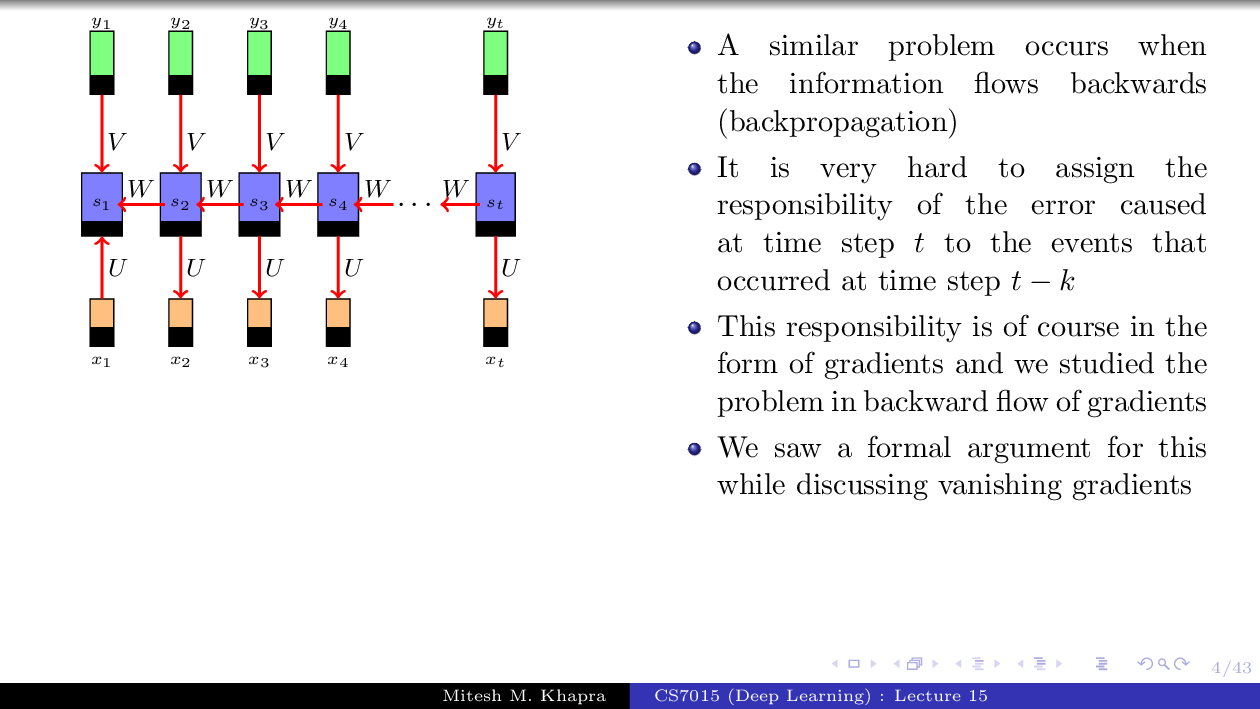 y1 y2 y3 y4 yt
V V V V V
W W W W W
s1 s2 s3 s4 ... st
U U U U U
x1 x2 x3 x4 xt
A similar problem occurs when
the information flows backwards
(backpropagation)
It is very hard to assign the
responsibility of the error caused
at time step t to the events that
occurred at time step t − k
This responsibility is of course in the
form of gradients and we studied the
problem in backward flow of gradients
We saw a formal argument for this
while discussing vanishing gradients
4/43
Mitesh M. Khapra CS7015 (Deep Learning) : Lecture 15